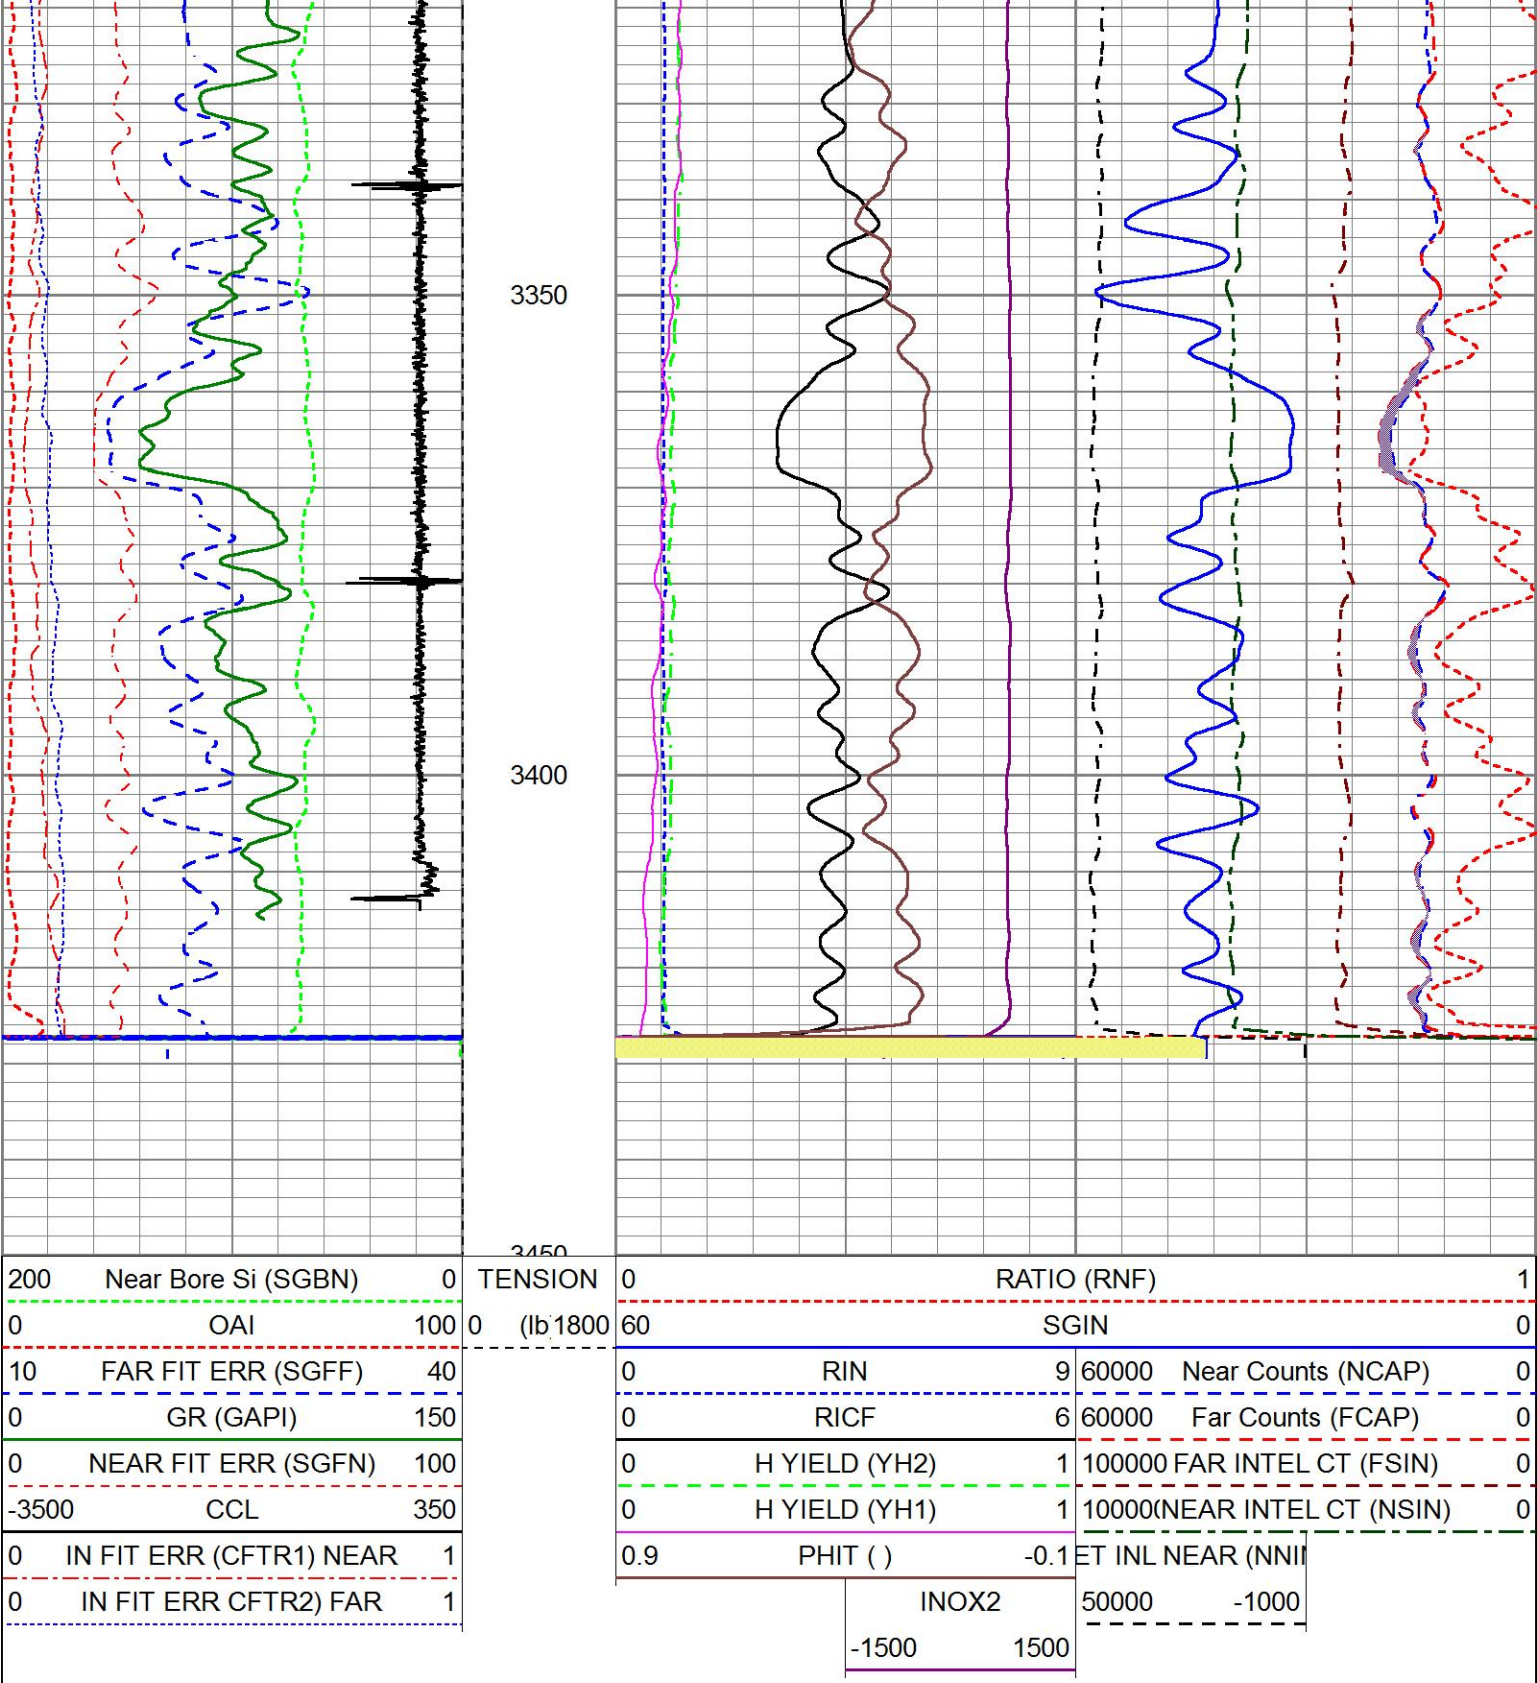 3350
3400
3450
200 Near Bore Si (SGBN) 0 TENSION 0 RATIO (RNF) 1
0 OAI 100 0 (lb 1800 60 SGIN 0
10 FAR FIT ERR (SGFF) 40 0 RIN 9 60000 Near Counts (NCAP) 0
0 GR (GAPI) 150 0 RICF 6 60000 Far Counts (FCAP) 0
0 NEAR FIT ERR (SGFN) 100 0 H YIELD (YH2) 1 100000 FAR INTEL CT (FSIN) 0
-3500 CCL 350 0 H YIELD (YH1) 1 10000(NEAR INTEL CT (NSIN) 0
0 IN FIT ERR (CFTR1) NEAR 1 0.9 PHIT ( ) -0.1 ET INL NEAR (NNI
0 IN FIT ERR CFTR2) FAR 1 INOX2 50000 -1000
-1500 1500